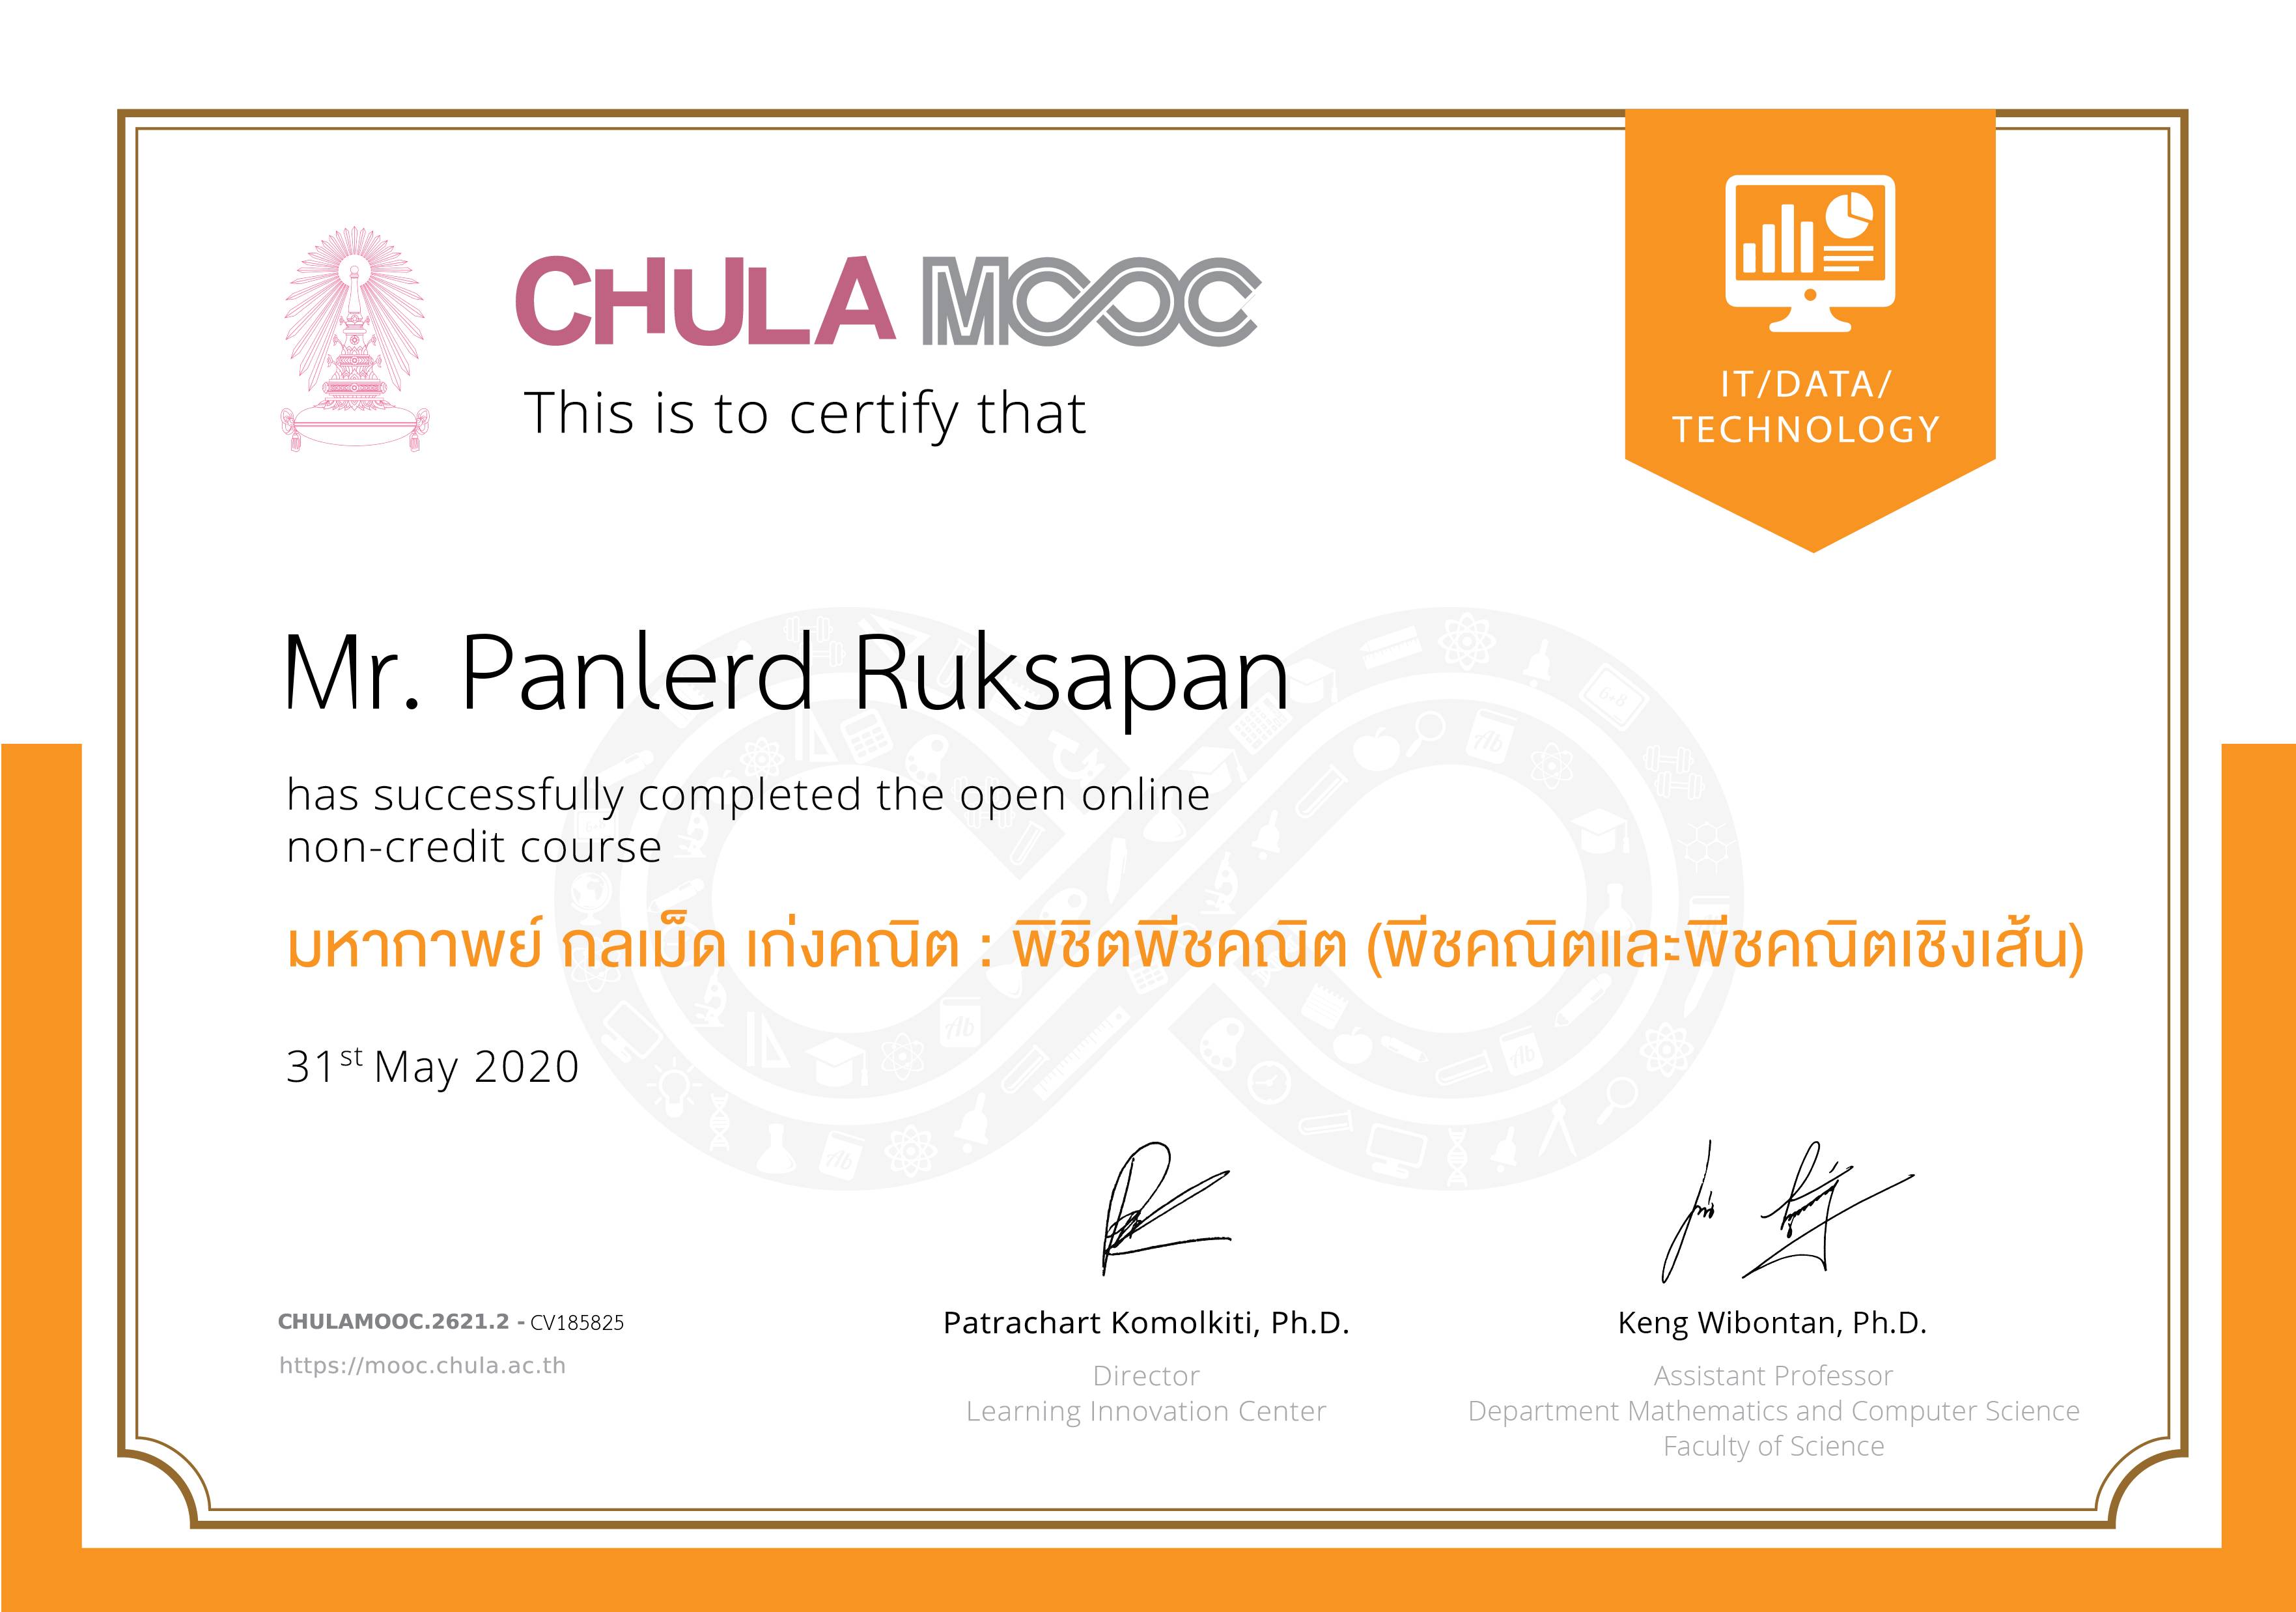 CHULA MOOC
This is to certify that
IT/DATA/
TECHNOLOGY
Mr. Panlerd Ruksapan
has successfully completed the open online
non-credit course
มหากาพย์ กลเม็ด เก่งคณิต : พิชิตพีชคณิต (พีชคณิตและพีชคณิตเชิงเส้น)
31st May 2020
CHULAMOOC.2621.2 - CV185825
https://mooc.chula.ac.th
Patrachart Komolkiti, Ph.D.
Director
Learning Innovation Center
Keng Wibontan, Ph.D.
Assistant Professor
Department Mathematics and Computer Science
Faculty of Science